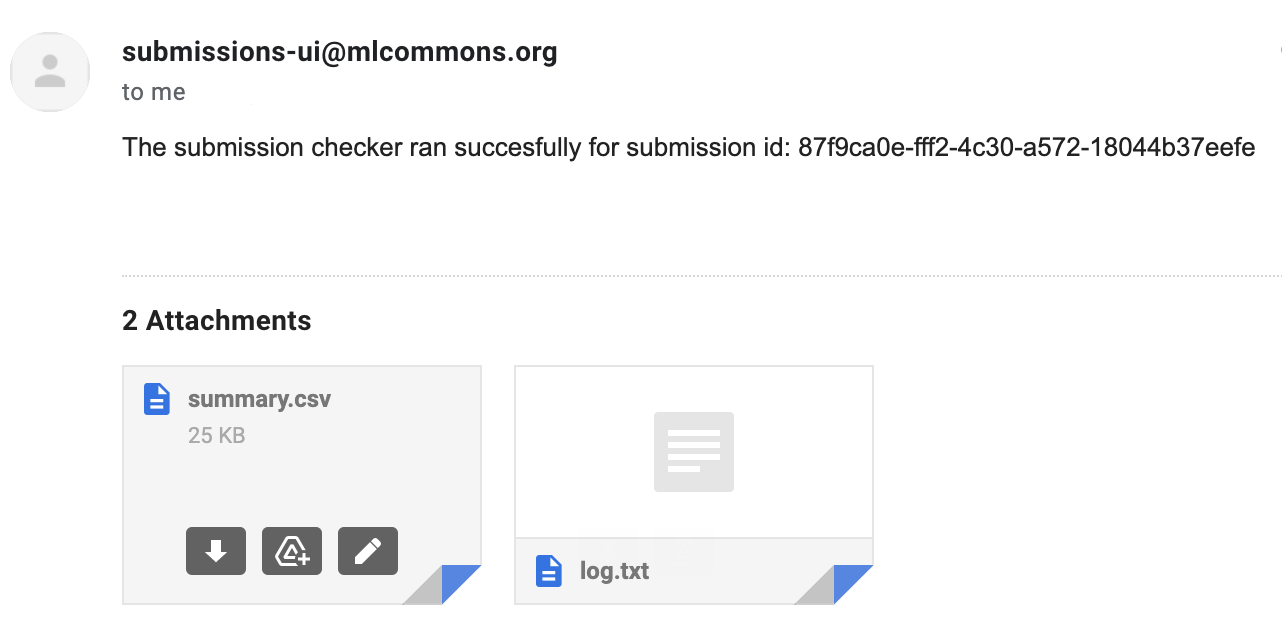 submissions-ui@mlcommons.org
to me
The submission checker ran succesfully for submission id: 87f9ca0e-fff2-4c30-a572-18044b37eefe
2 Attachments
summary.csv
25 KB
log.txt